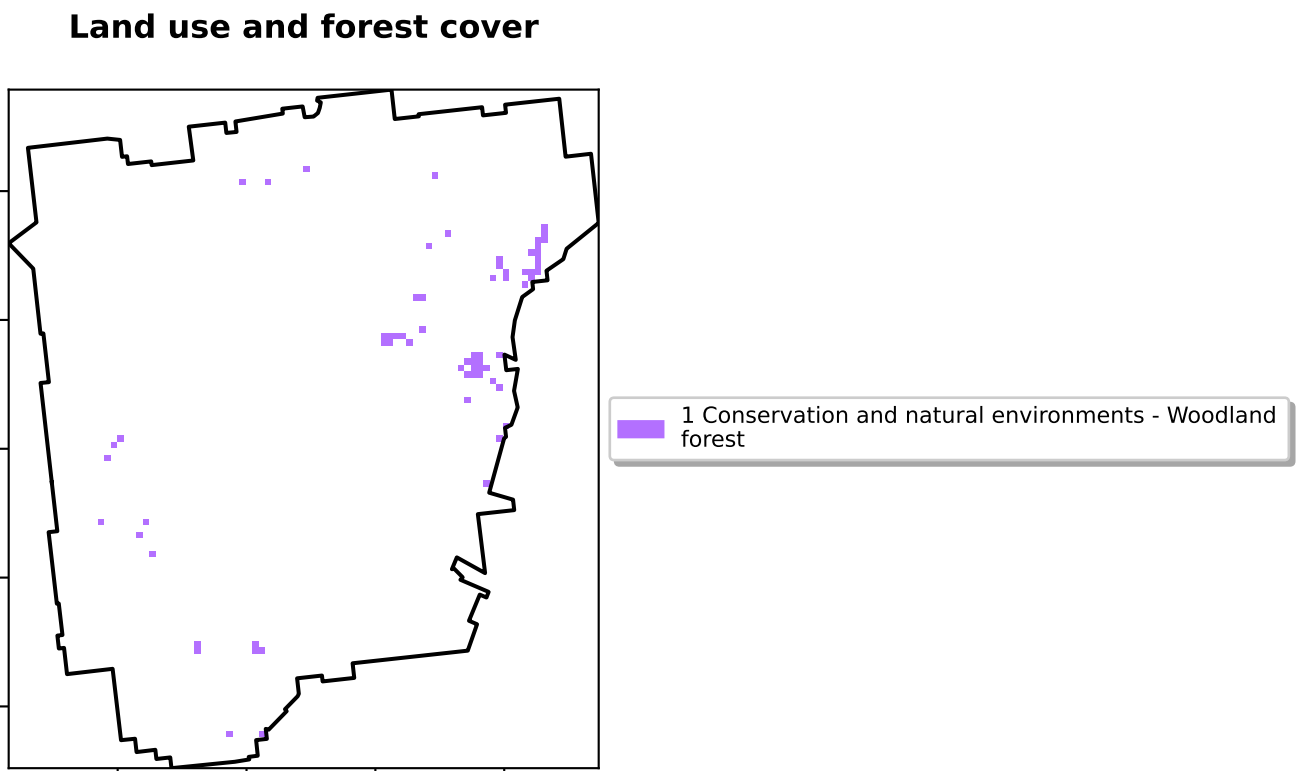 Land use and forest cover
1 Conservation and natural environments - Woodland
forest